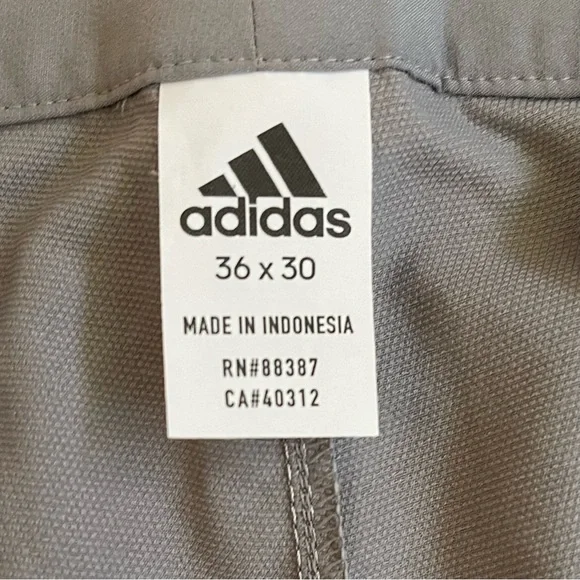 adidas
36 x 30
MADE IN INDONESIA
RN#88387
CA#40312